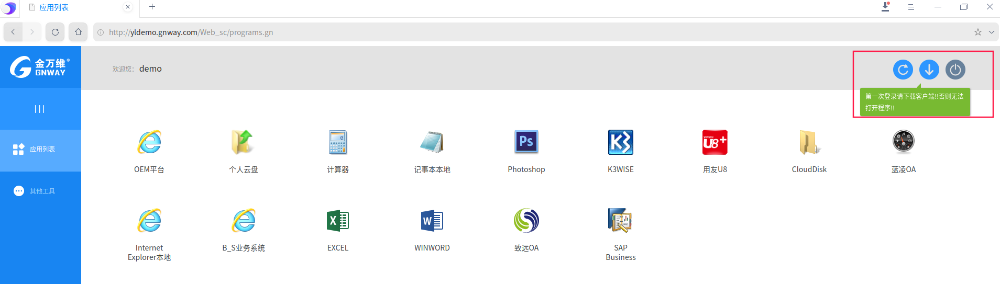 应用列表
http://yldemo.gnway.com/Web_sc/programs.gn
金万维®
GNWAY
欢迎您: demo
第一次登录请下载客户端!!否则无法
打开程序!!
应用列表
其他工具
OEM平台
个人云盘
计算器
记事本本地
Ps
Photoshop
K3
K3WISE
U8+
用友U8
CloudDisk
蓝凌OA
Internet
Explorer本地
B_S业务系统
X
EXCEL
W
WINWORD
致远OA
SAP
Business